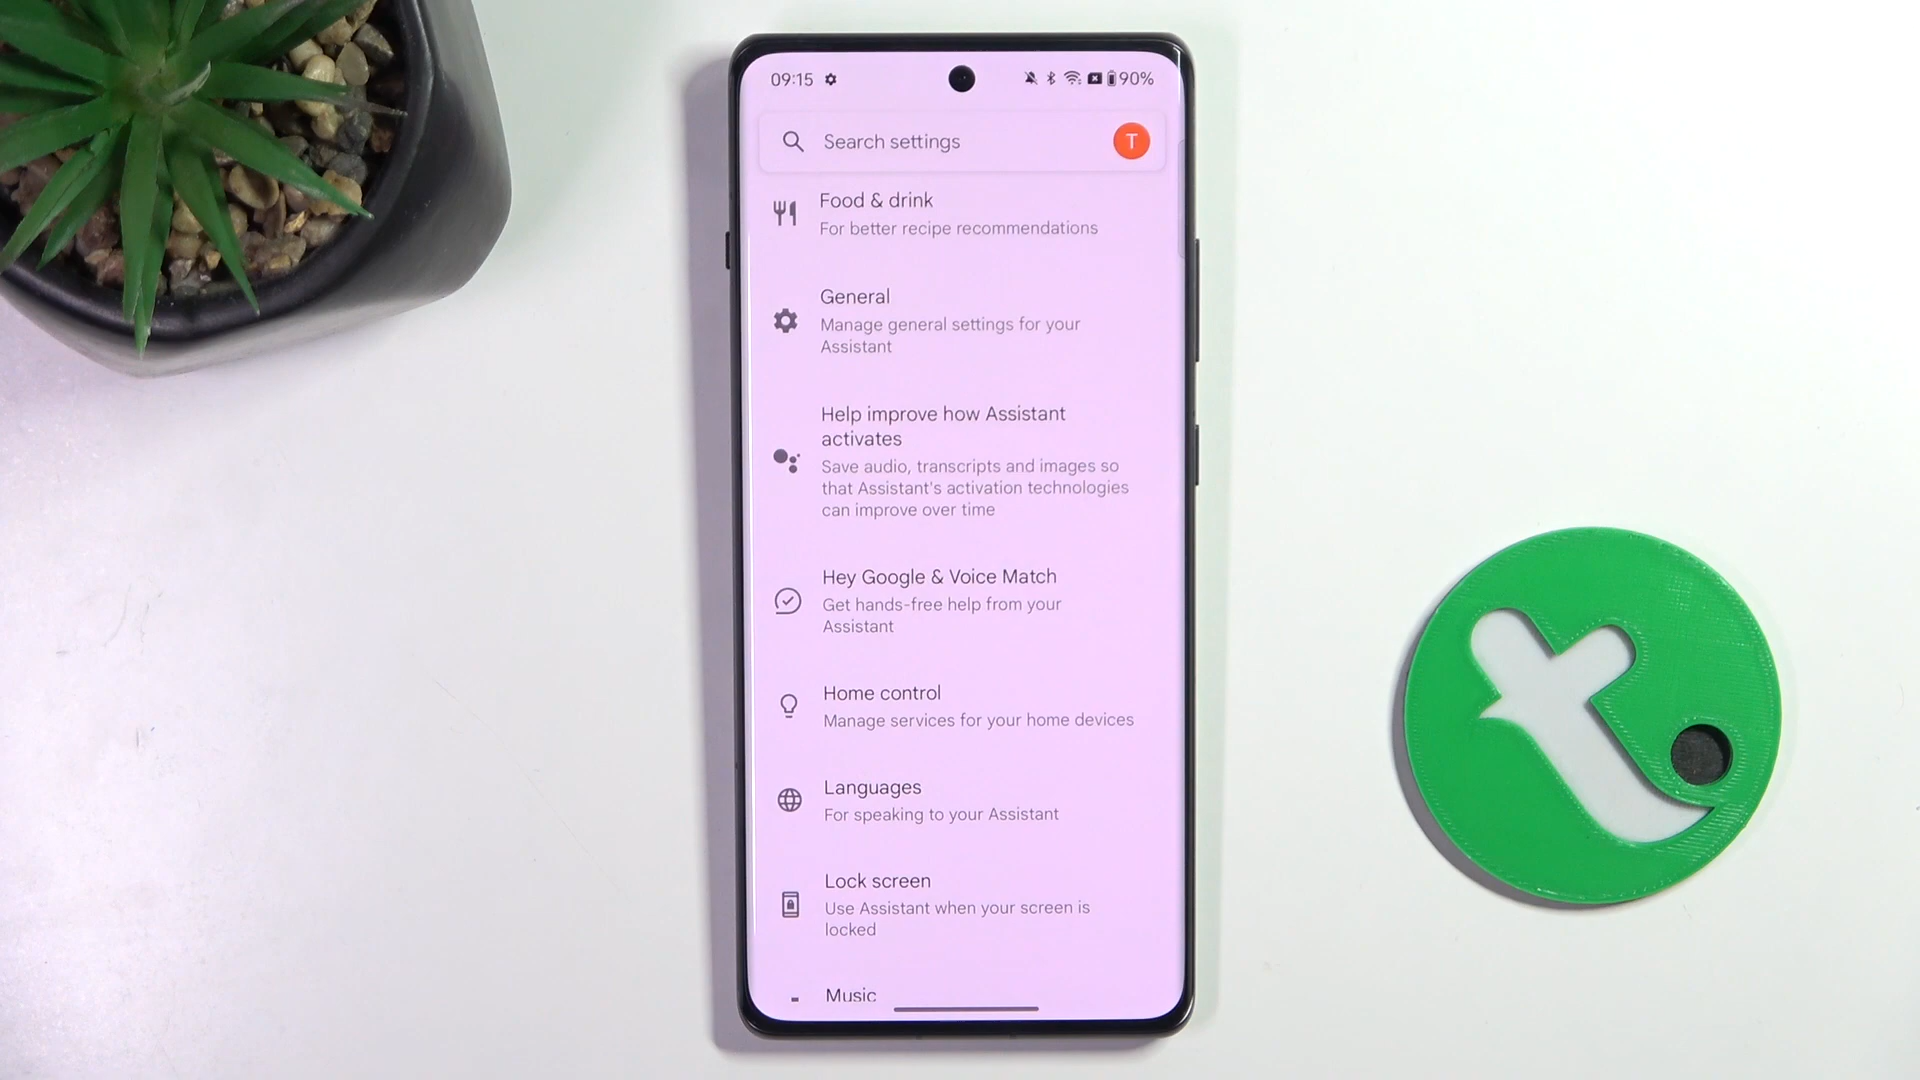 09:15
90%
Search settings
T
Food & drink
For better recipe recommendations
General
Manage general settings for your
Assistant
Help improve how Assistant
activates
Save audio, transcripts and images so
that Assistant's activation technologies
can improve over time
Hey Google & Voice Match
Get hands-free help from your
Assistant
Home control
Manage services for your home devices
Languages
For speaking to your Assistant
Lock screen
Use Assistant when your screen is
locked
Music
t.